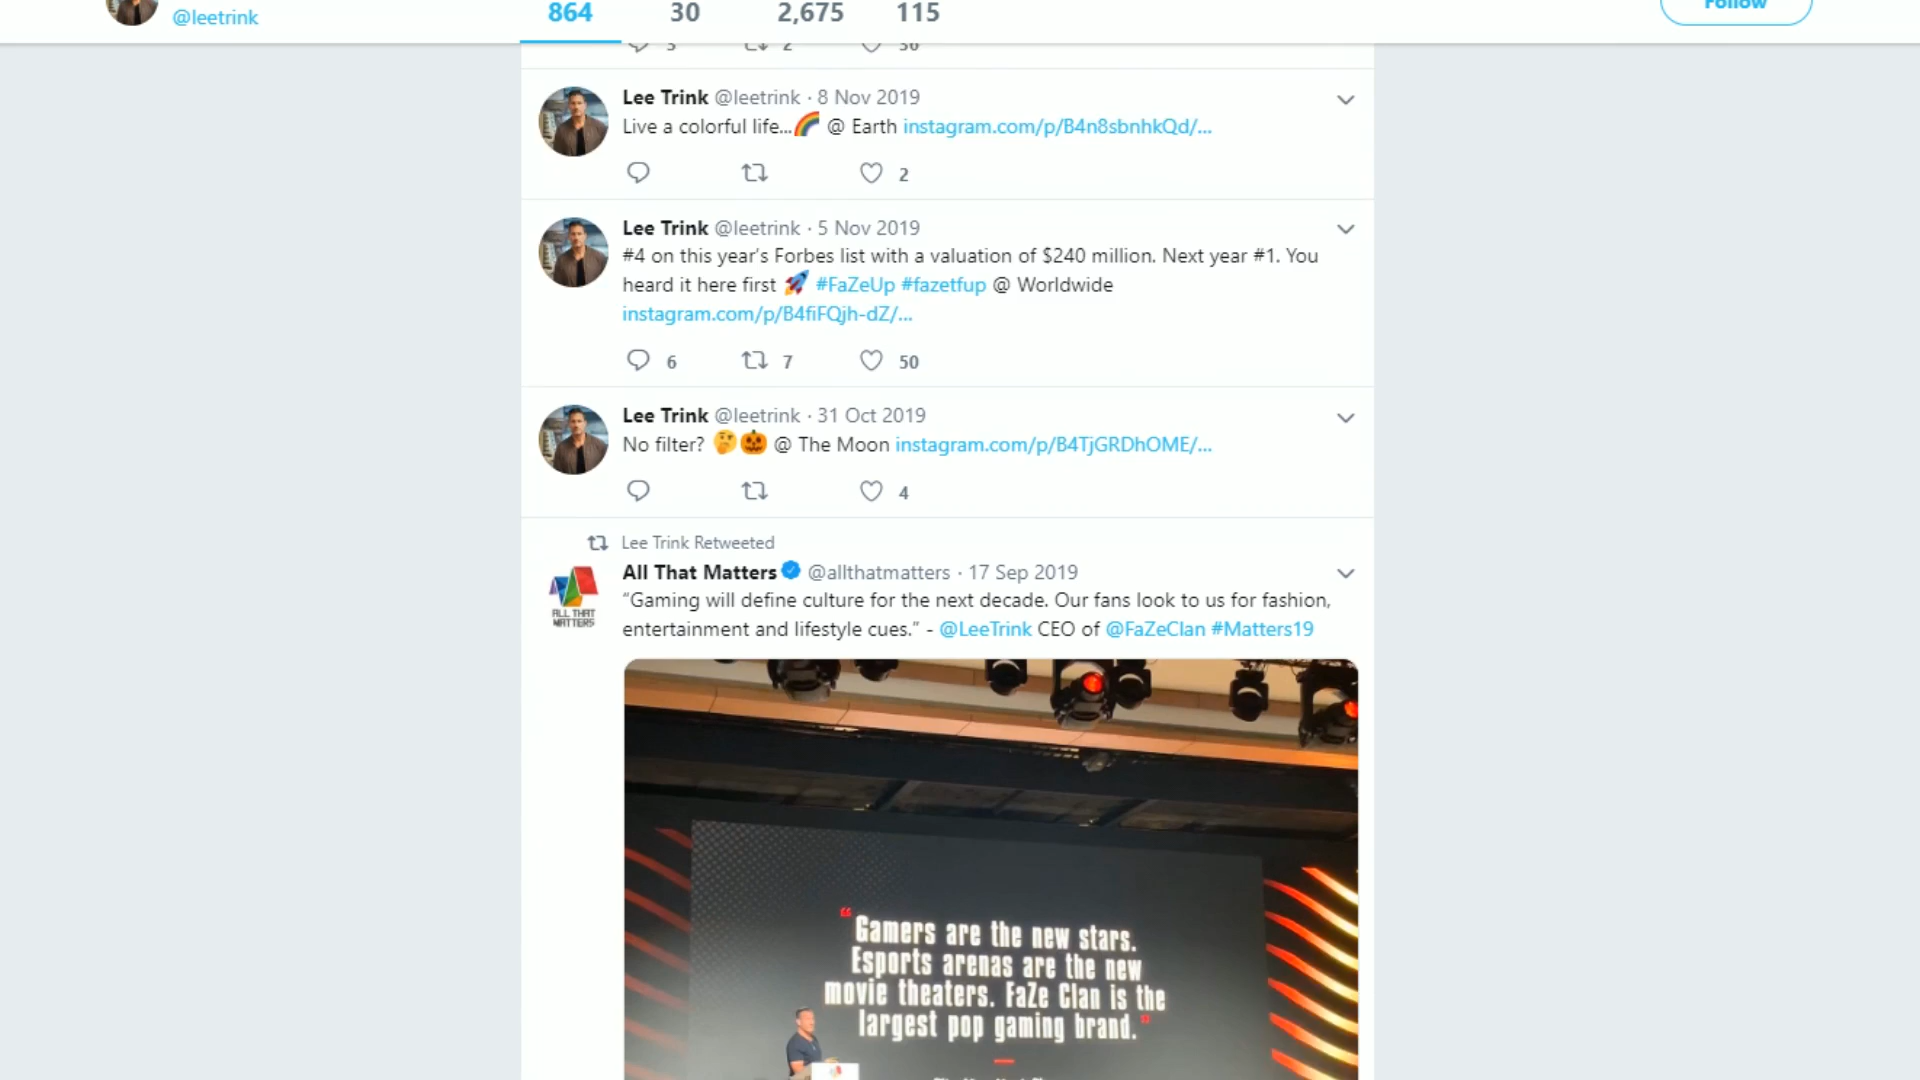 @leetrink
864 30 2,675 115
Follow
3 2 36
Lee Trink @leetrink · 8 Nov 2019
Live a colorful life...🌈 @ Earth instagram.com/p/B4n8sbnhkQd/...
2
Lee Trink @leetrink · 5 Nov 2019
#4 on this year's Forbes list with a valuation of $240 million. Next year #1. You
heard it here first 🚀 #FaZeUp #fazetfup @ Worldwide
instagram.com/p/B4fiFQjh-dZ/...
6 7 50
Lee Trink @leetrink · 31 Oct 2019
No filter? 🤔🎃 @ The Moon instagram.com/p/B4TjGRDhOME/...
4
Lee Trink Retweeted
All That Matters @allthatmatters · 17 Sep 2019
ALL THAT
MATTERS
“Gaming will define culture for the next decade. Our fans look to us for fashion,
entertainment and lifestyle cues.” - @LeeTrink CEO of @FaZeClan #Matters19
“Gamers are the new stars.
Esports arenas are the new
movie theaters. FaZe Clan is the
largest pop gaming brand.”